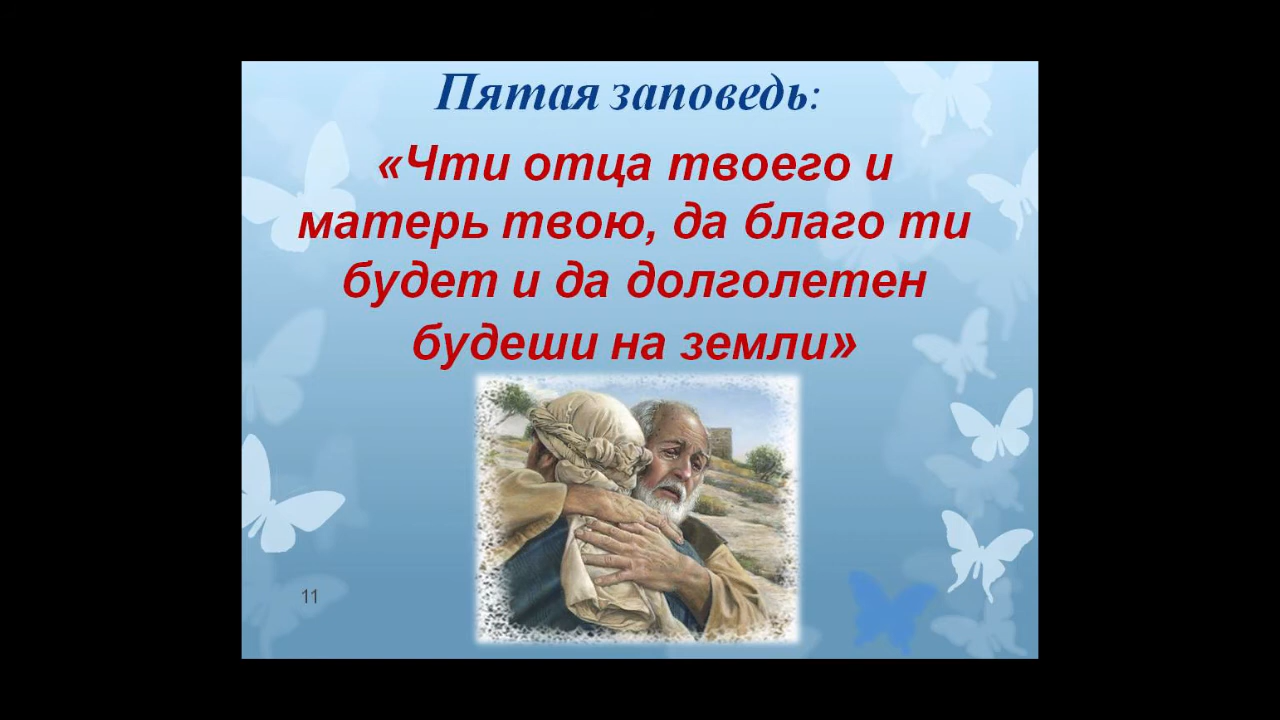 Пятая заповедь:
«Чти отца твоего и
матерь твою, да благо ти
будет и да долголетен
будеши на земли»
11